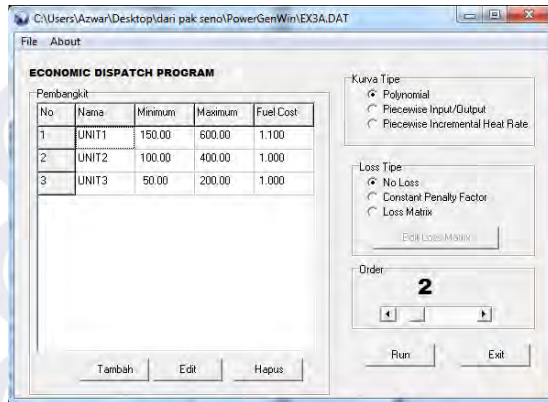 C:\Users\Azwar\Desktop\dari pak seno\PowerGenWin\EX3A.DAT
File About
ECONOMIC DISPATCH PROGRAM
Pembangkit
No Nama Minimum Maximum Fuel Cost
1 UNIT1 150.00 600.00 1.100
2 UNIT2 100.00 400.00 1.000
3 UNIT3 50.00 200.00 1.000
Tambah Edit Hapus
Kurva Tipe
Polynomial
Piecewise Input/Output
Piecewise Incremental Heat Rate
Loss Tipe
No Loss
Constant Penalty Factor
Loss Matrix
Edit Loss Matrix
Order
2
Run Exit